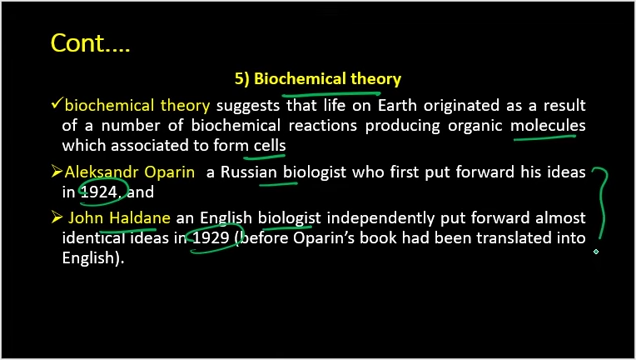 Cont....
5) Biochemical theory
✓biochemical theory suggests that life on Earth originated as a result
of a number of biochemical reactions producing organic molecules
which associated to form cells
➢Aleksandr Oparin a Russian biologist who first put forward his ideas
in 1924, and
➢ John Haldane an English biologist independently put forward almost
identical ideas in 1929 (before Oparin's book had been translated into
English).